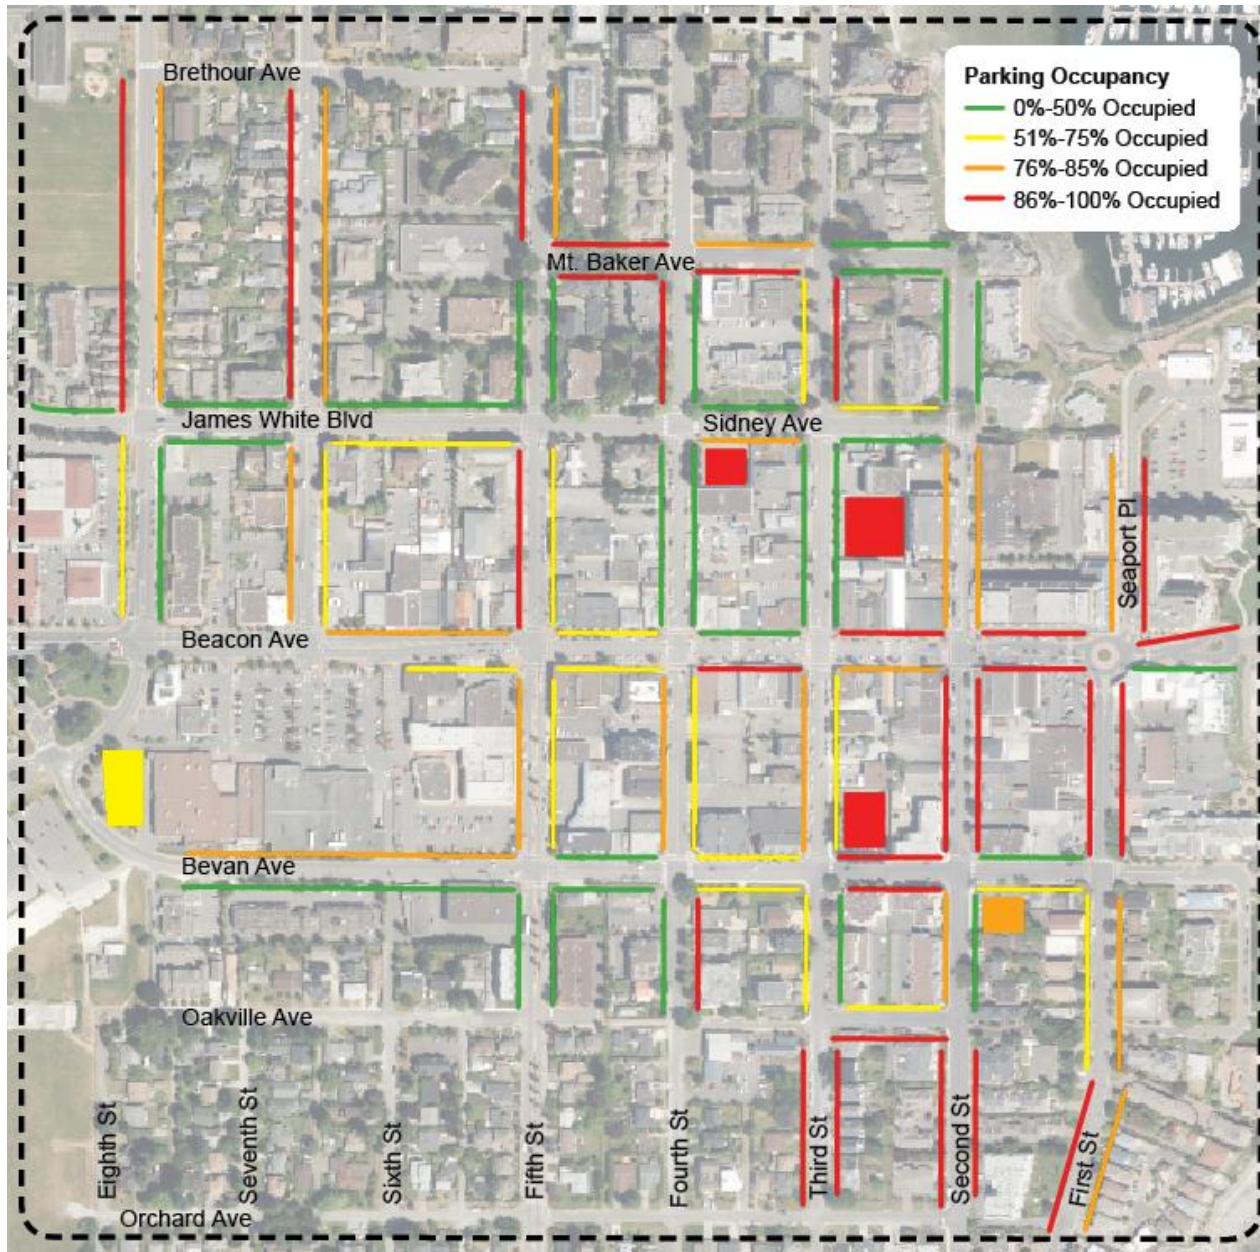 Brethour Ave
Parking Occupancy
0%-50% Occupied
51%-75% Occupied
76%-85% Occupied
86%-100% Occupied
Mt. Baker Ave
James White Blvd
Sidney Ave
Seaport Pl
Beacon Ave
Bevan Ave
Oakville Ave
Eighth St
Seventh St
Sixth St
Fifth St
Fourth St
Third St
Second St
First St
Orchard Ave